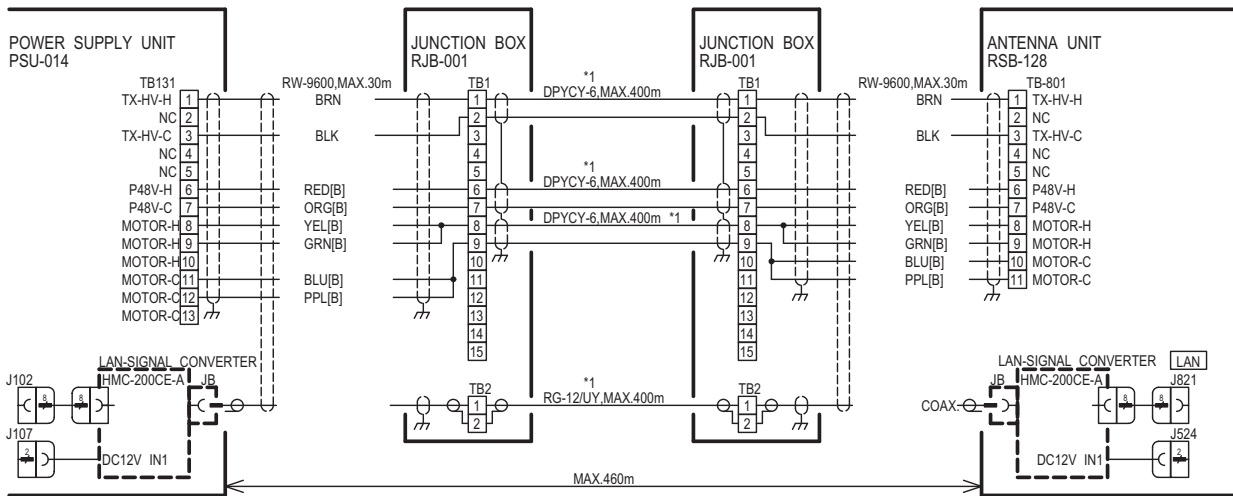 POWER SUPPLY UNIT
PSU-014
JUNCTION BOX
RJB-001
JUNCTION BOX
RJB-001
ANTENNA UNIT
RSB-128
TB131
TX-HV-H 1
NC 2
TX-HV-C 3
NC 4
NC 5
P48V-H 6
P48V-C 7
MOTOR-H 8
MOTOR-H 9
MOTOR-H 10
MOTOR-C 11
MOTOR-C 12
MOTOR-C 13
RW-9600,MAX.30m
BRN
BLK
RED[B]
ORG[B]
YEL[B]
GRN[B]
BLU[B]
PPL[B]
TB1
1
2
3
4
5
6
7
8
9
10
11
12
13
14
15
*1
DPYCY-6,MAX.400m
*1
DPYCY-6,MAX.400m
DPYCY-6,MAX.400m *1
TB1
1
2
3
4
5
6
7
8
9
10
11
12
13
14
15
RW-9600,MAX.30m
BRN
BLK
RED[B]
ORG[B]
YEL[B]
GRN[B]
BLU[B]
PPL[B]
TB-801
1 TX-HV-H
2 NC
3 TX-HV-C
4 NC
5 NC
6 P48V-H
7 P48V-C
8 MOTOR-H
9 MOTOR-H
10 MOTOR-C
11 MOTOR-C
LAN-SIGNAL CONVERTER
HMC-200CE-A
J102
8
8
JB
J107
2
DC12V IN1
TB2
1
2
*1
RG-12/UY,MAX.400m
TB2
1
2
COAX
LAN-SIGNAL CONVERTER
LAN
JB
HMC-200CE-A
J821
8
8
J524
2
DC12V IN1
MAX.460m